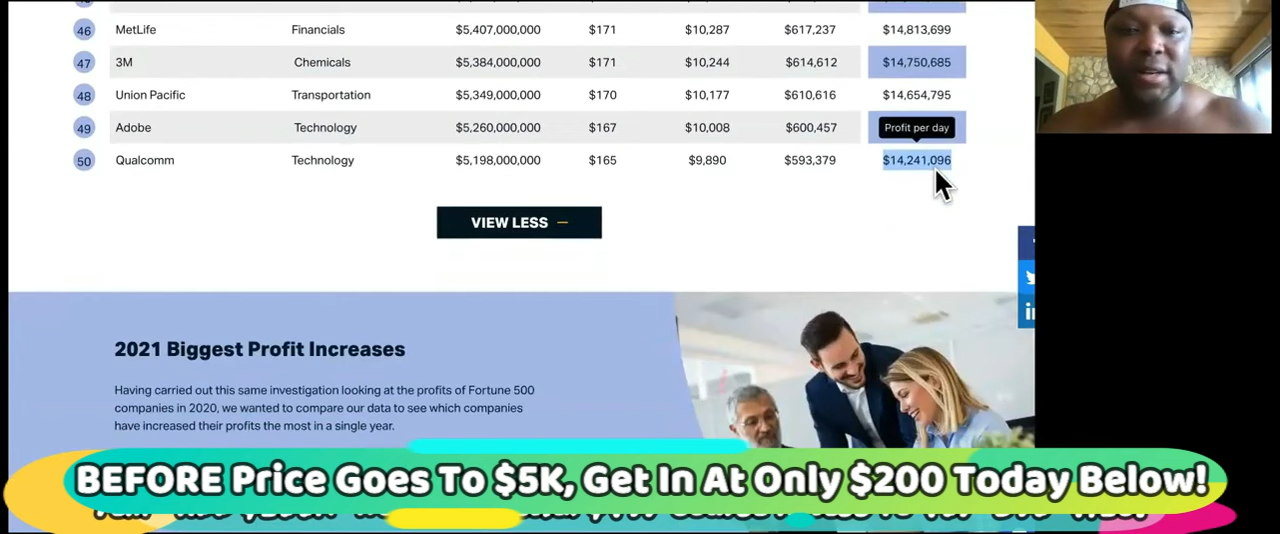 46 MetLife Financials $5,407,000,000 $171 $10,287 $617,237 $14,813,699
47 3M Chemicals $5,384,000,000 $171 $10,244 $614,612 $14,750,685
48 Union Pacific Transportation $5,349,000,000 $170 $10,177 $610,616 $14,654,795
49 Adobe Technology $5,260,000,000 $167 $10,008 $600,457 Profit per day
50 Qualcomm Technology $5,198,000,000 $165 $9,890 $593,379 $14,241,096
VIEW LESS —
2021 Biggest Profit Increases
Having carried out this same investigation looking at the profits of Fortune 500
companies in 2020, we wanted to compare our data to see which companies
have increased their profits the most in a single year.
BEFORE Price Goes To $5K, Get In At Only $200 Today Below!